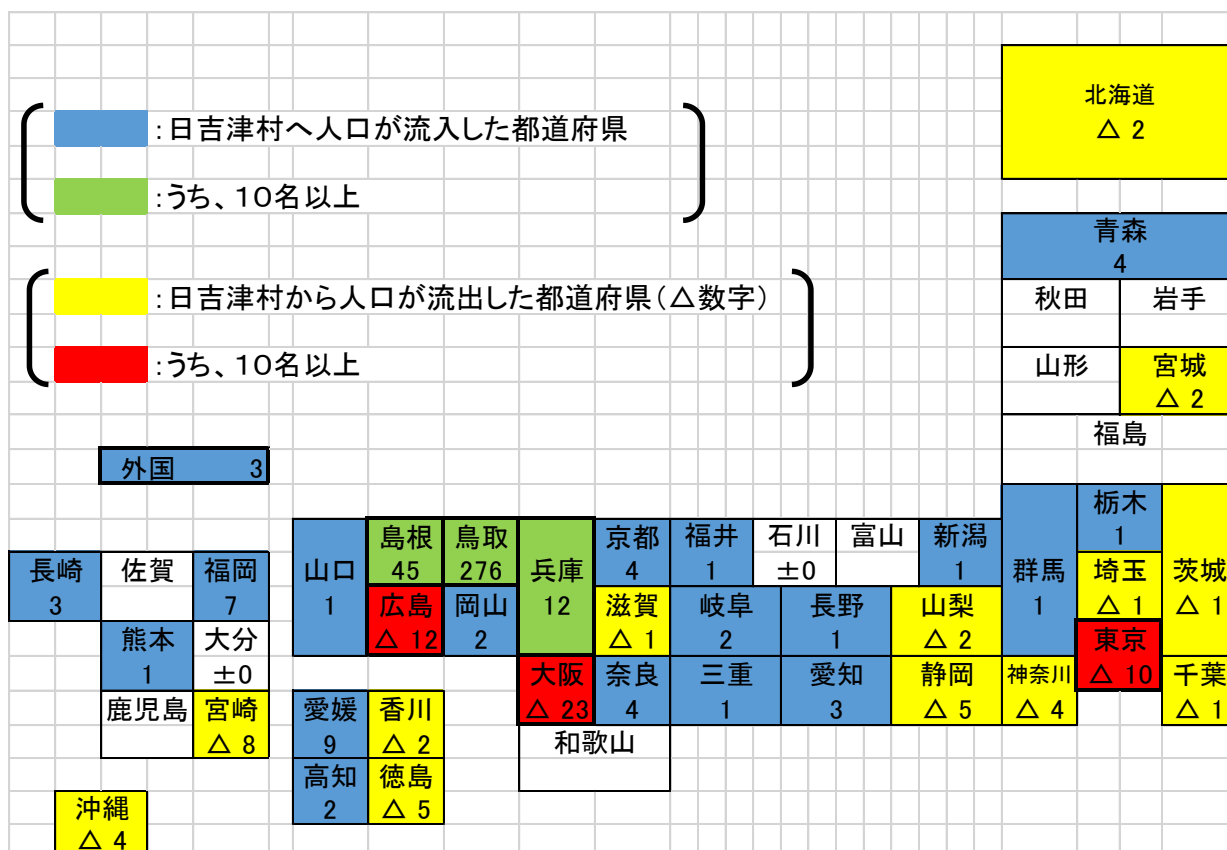 北海道
△ 2
:日吉津村へ人口が流入した都道府県
:うち、10名以上
青森
4
:日吉津村から人口が流出した都道府県(△数字)
秋田 岩手
:うち、10名以上
山形 宮城
△ 2
福島
外国 3
栃木
1
島根 鳥取 京都 福井 石川 富山 新潟
45 276 4 1 ±0 1
長崎 佐賀 福岡 山口 兵庫 群馬 埼玉 茨城
3 7 1 12 1 △ 1 △ 1
広島 岡山 滋賀 岐阜 長野 山梨
△ 12 2 △ 1 2 1 △ 2
熊本 大分 東京
1 ±0 △ 10
大阪 奈良 三重 愛知 静岡 神奈川 千葉
△ 23 4 1 3 △ 5 △ 4 △ 1
鹿児島 宮崎 愛媛 香川
△ 8 9 △ 2
和歌山
高知 徳島
2 △ 5
沖縄
△ 4